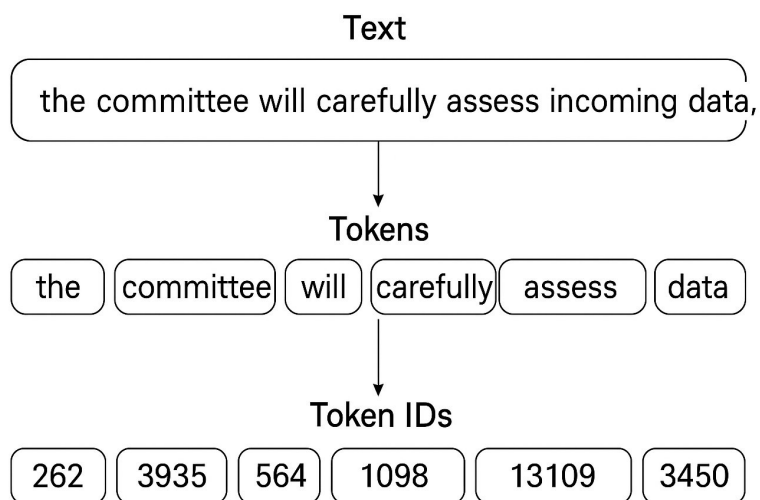 Text
the committee will carefully assess incoming data,
Tokens
the committee will carefully assess data
Token IDs
262 3935 564 1098 13109 3450